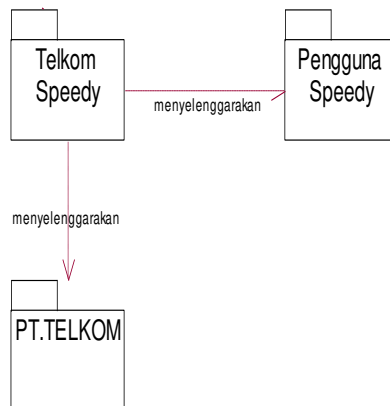 Telkom
Speedy
Pengguna
Speedy
menyelenggarakan
menyelenggarakan
PT.TELKOM